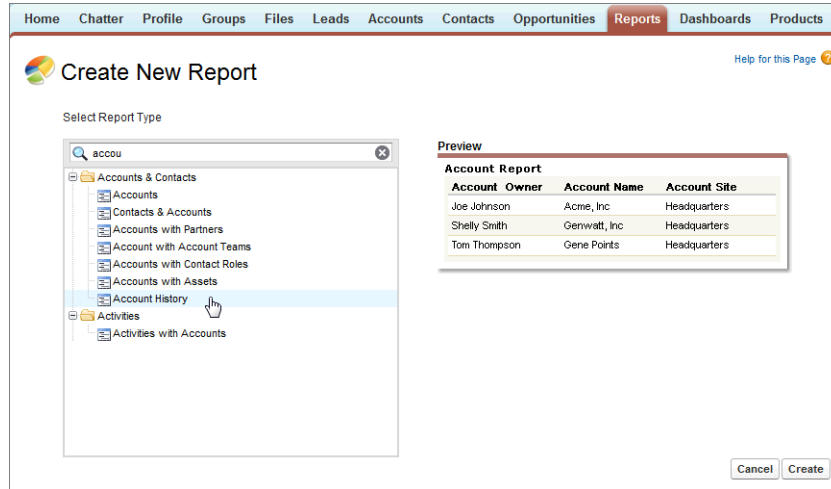 Home Chatter Profile Groups Files Leads Accounts Contacts Opportunities Reports Dashboards Products
Create New Report
Help for this Page ?
Select Report Type
accou
Accounts & Contacts
Accounts
Contacts & Accounts
Accounts with Partners
Account with Account Teams
Accounts with Contact Roles
Accounts with Assets
Account History
Activities
Activities with Accounts
Preview
Account Report
Account Owner Account Name Account Site
Joe Johnson Acme, Inc Headquarters
Shelly Smith Genwatt, Inc Headquarters
Tom Thompson Gene Points Headquarters
Cancel Create